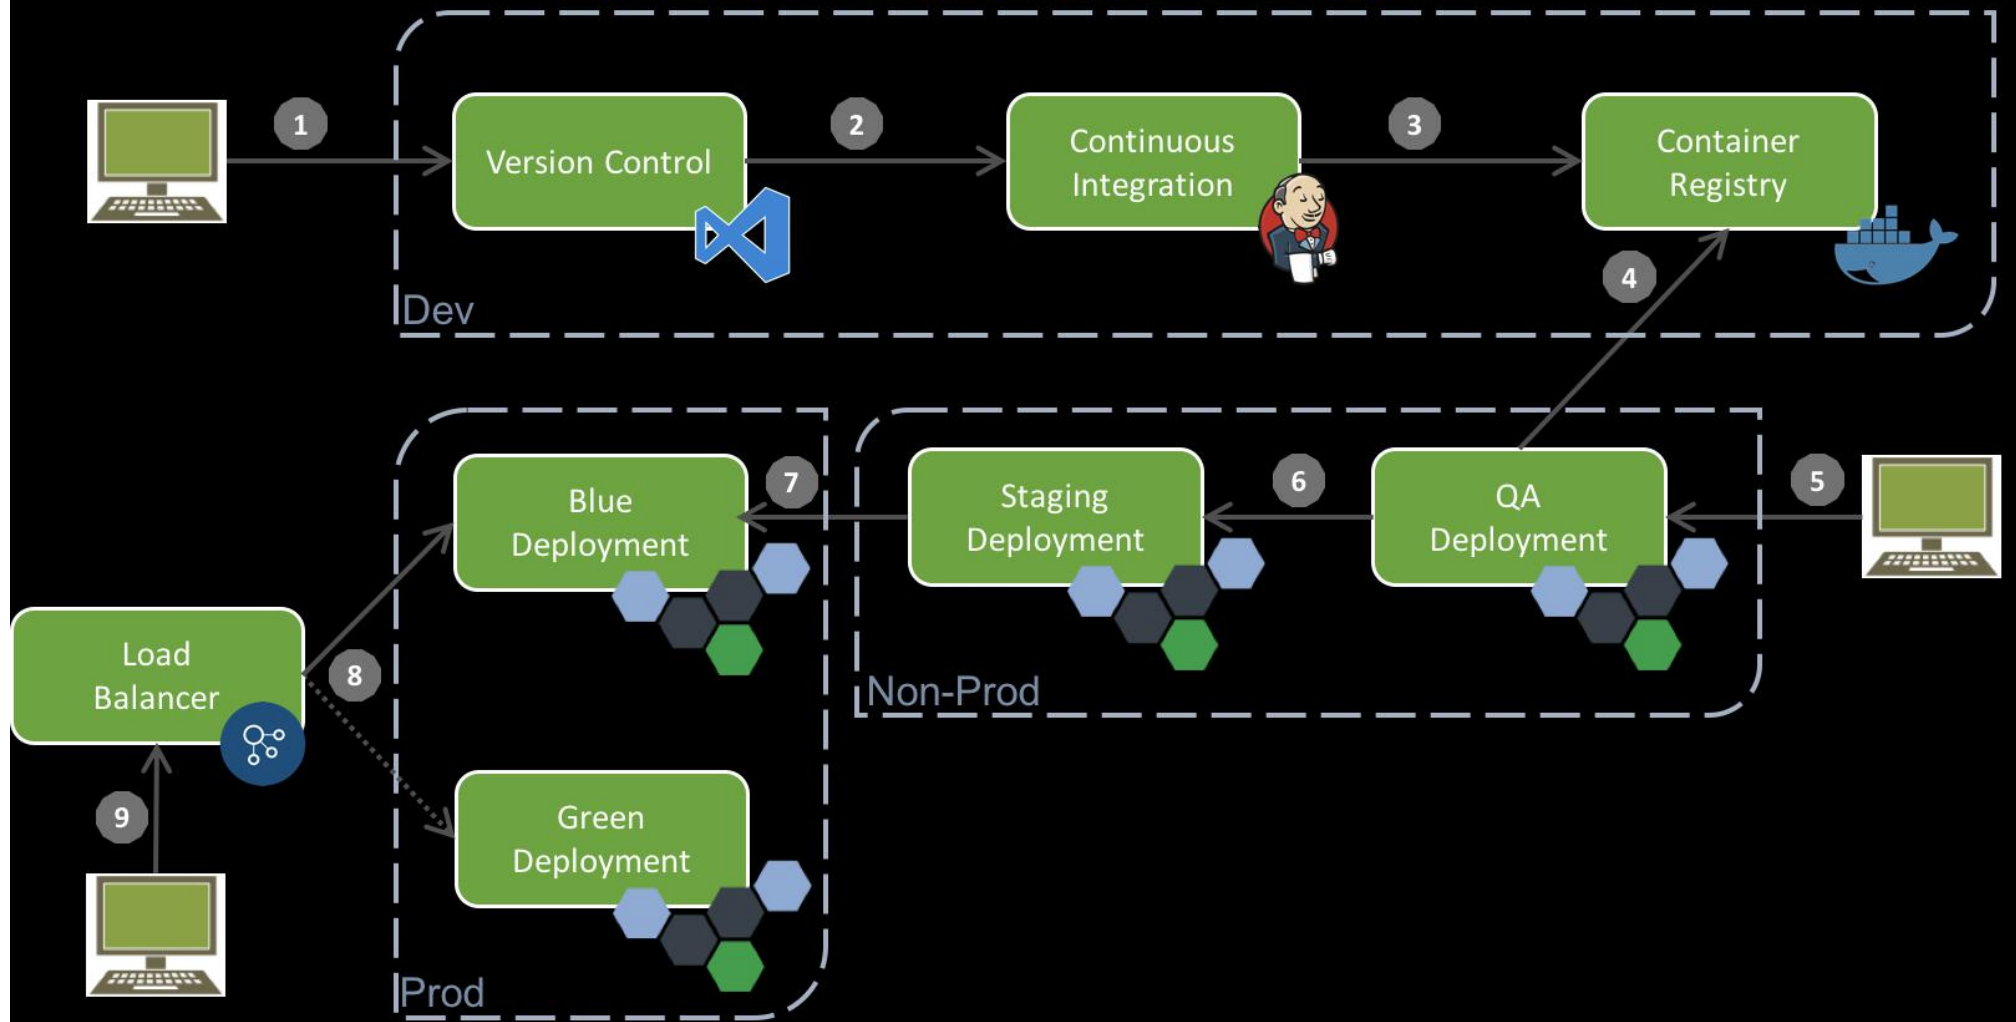 1
2
3
Version Control
Continuous
Integration
Container
Registry
4
Dev
5
6
7
Blue
Deployment
Staging
Deployment
QA
Deployment
Load
Balancer
8
Non-Prod
9
Green
Deployment
Prod